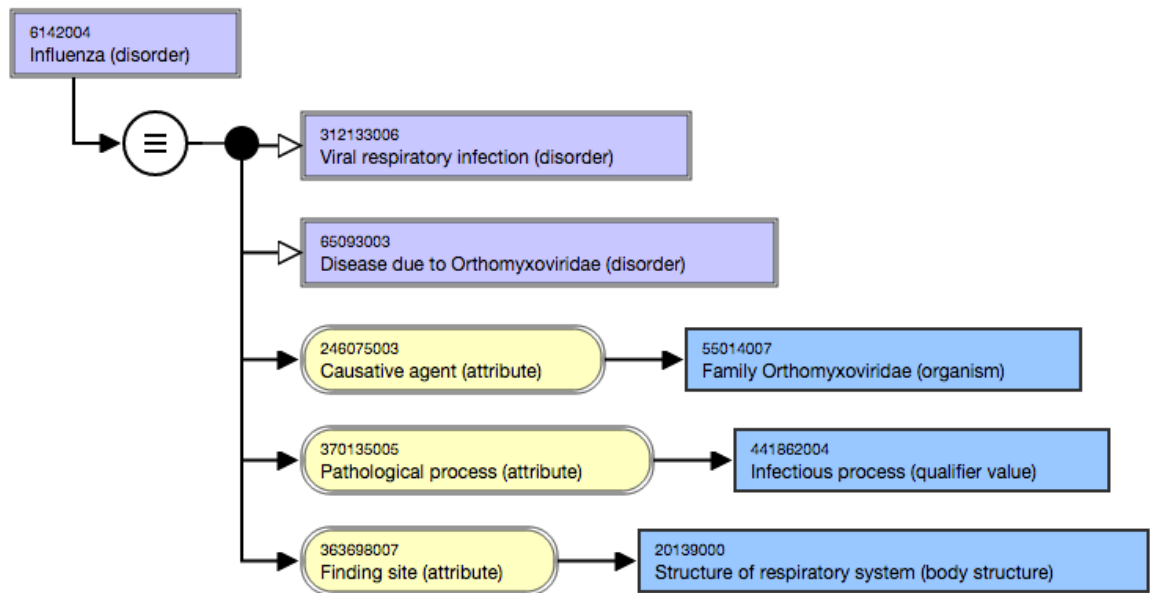 6142004
Influenza (disorder)
312133006
Viral respiratory infection (disorder)
65093003
Disease due to Orthomyxoviridae (disorder)
246075003
Causative agent (attribute)
55014007
Family Orthomyxoviridae (organism)
370135005
Pathological process (attribute)
441862004
Infectious process (qualifier value)
363698007
Finding site (attribute)
20139000
Structure of respiratory system (body structure)